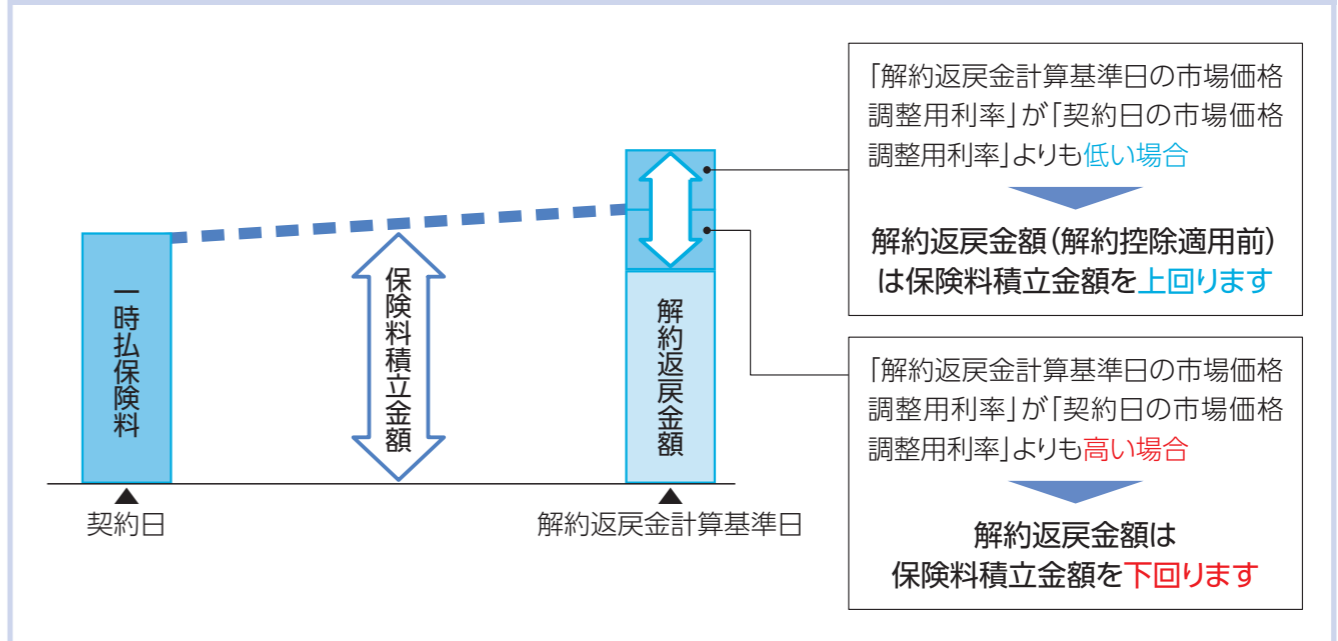 一時払保険料
保険料積立金額
解約返戻金額
契約日
解約返戻金計算基準日
「解約返戻金計算基準日の市場価格
調整用利率」が「契約日の市場価格
調整用利率」よりも低い場合
解約返戻金額(解約控除適用前)
は保険料積立金額を上回ります
「解約返戻金計算基準日の市場価格
調整用利率」が「契約日の市場価格
調整用利率」よりも高い場合
解約返戻金額は
保険料積立金額を下回ります